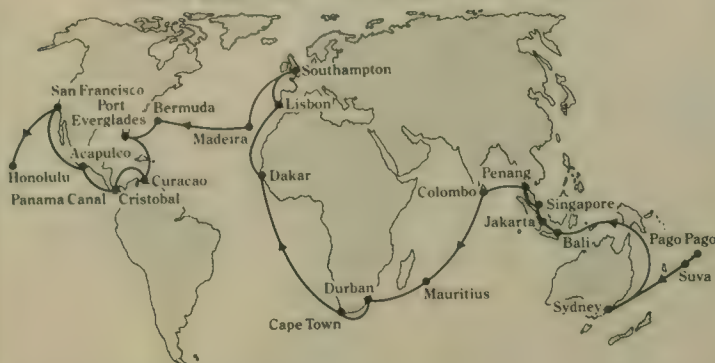 Southampton
San Francisco
Port
Everglades
Bermuda
Lisbon
Madeira
Acapulco
Honolulu
Curacao
Panama Canal
Cristobal
Dakar
Colombo
Penang
Singapore
Jakarta
Bali
Pago Pago
Suva
Durban
Mauritius
Cape Town
Sydney